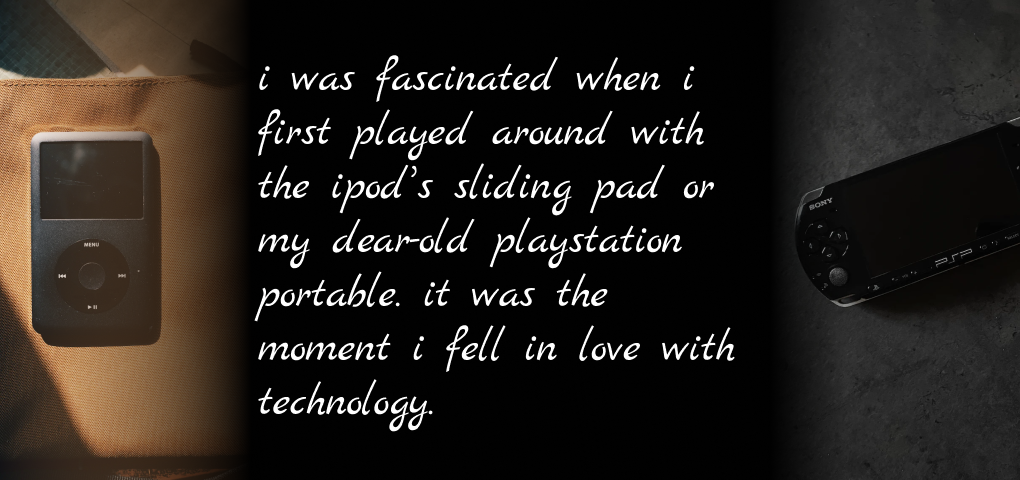 i was fascinated when i
first played around with
the ipod's sliding pad or
my dear-old playstation
portable. it was the
moment i fell in love with
technology.
MENU
SONY
PSP